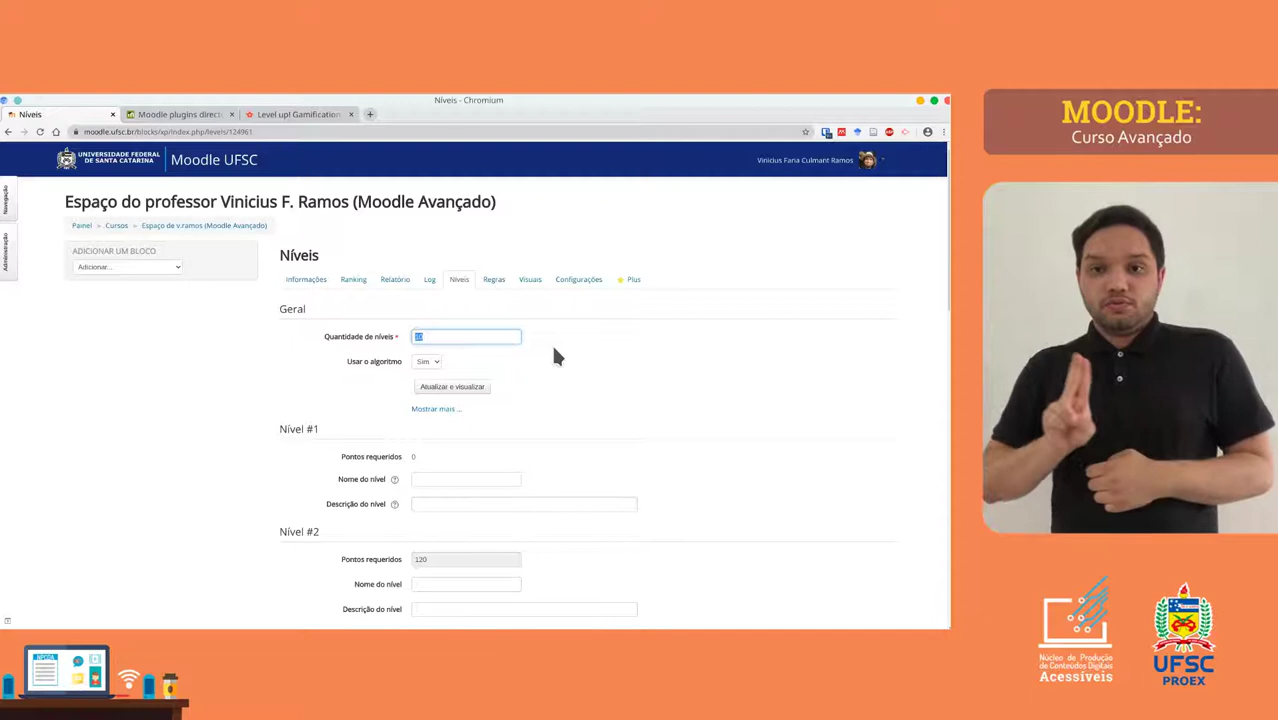 Níveis - Chromium
Níveis
Moodle plugins direc
Level up! Gamification
moodle.ufsc.br/blocks/xp/index.php/levels/124961
UNIVERSIDADE FEDERAL
DE SANTA CATARINA
Moodle UFSC
Vinicius Faria Culmant Ramos
Navegação
Administração
Espaço do professor Vinicius F. Ramos (Moodle Avançado)
Painel » Cursos » Espaço de v.ramos (Moodle Avançado)
ADICIONAR UM BLOCO
Adicionar...
Níveis
Informações Ranking Relatório Log Níveis Regras Visuais Configurações Plus
Geral
Quantidade de níveis * 10
Usar o algoritmo Sim
Atualizar e visualizar
Mostrar mais ...
Nível #1
Pontos requeridos 0
Nome do nível
Descrição do nível
Nível #2
Pontos requeridos 120
Nome do nível
Descrição do nível
MOODLE:
Curso Avançado
Núcleo de Produção
de Conteúdos Digitais
Acessíveis
UFSC
PROEX